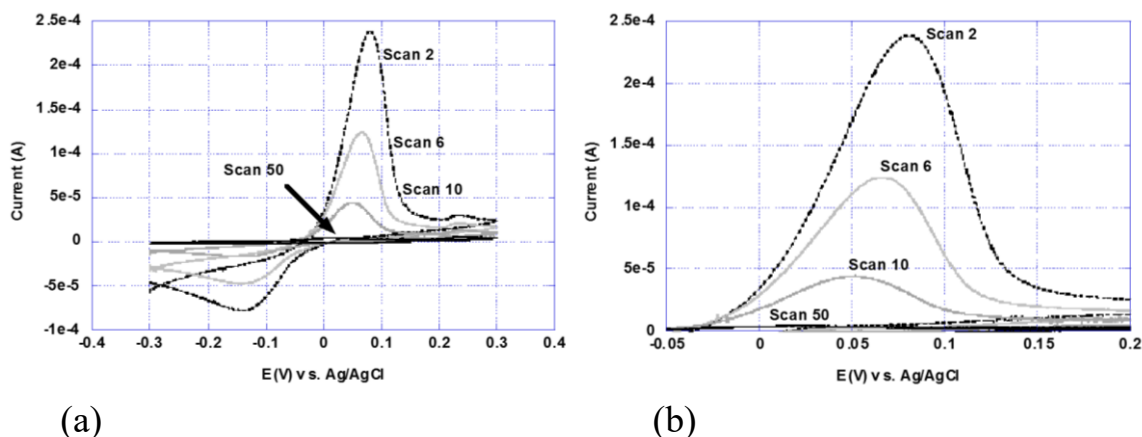 2.5e-4
2e-4
1.5e-4
1e-4
5e-5
0
-5e-5
-1e-4
Current (A)
Scan 2
Scan 6
Scan 50
Scan 10
-0.4 -0.3 -0.2 -0.1 0 0.1 0.2 0.3 0.4
E(V) vs. Ag/AgCl
(a)
2.5e-4
2e-4
1.5e-4
1e-4
5e-5
0
Current (A)
Scan 2
Scan 6
Scan 10
Scan 50
-0.05 0 0.05 0.1 0.15 0.2
E(V) vs. Ag/AgCl
(b)